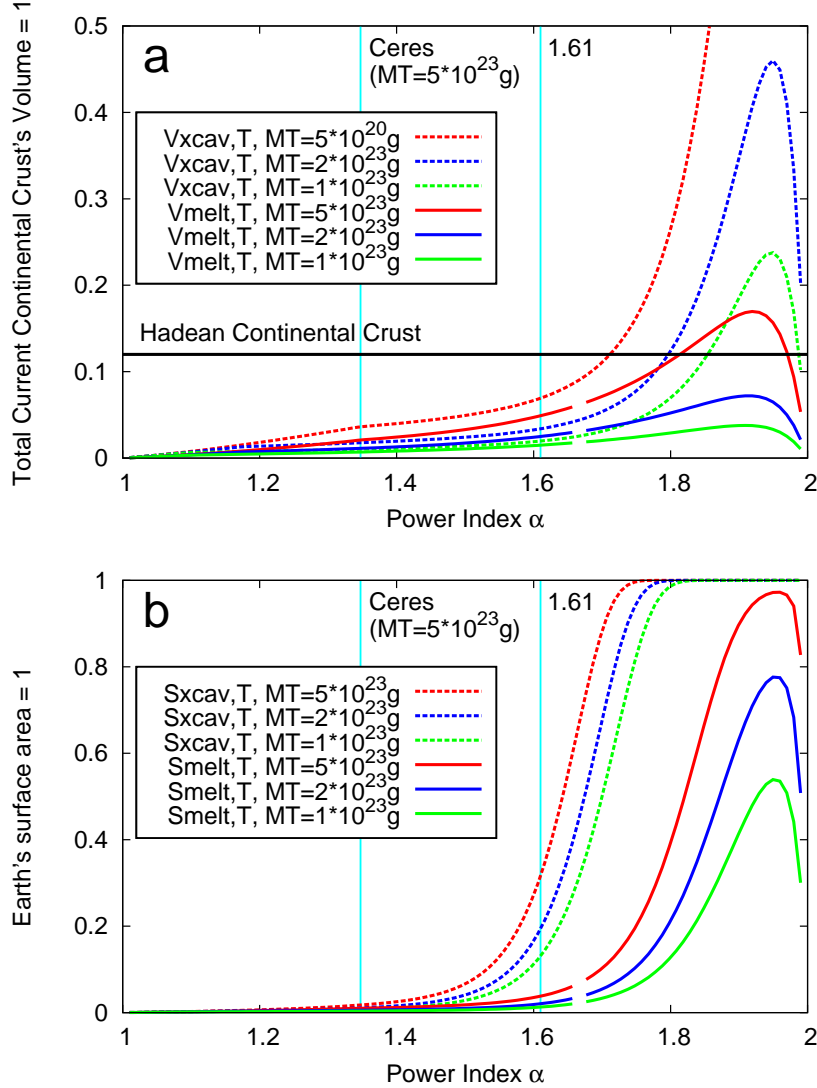 Total Current Continental Crust's Volume = 1
0.5
0.4
0.3
0.2
0.1
0
a
Ceres
(MT=5*10^23g)
1.61
Vxcav,T, MT=5*10^20g
Vxcav,T, MT=2*10^23g
Vxcav,T, MT=1*10^23g
Vmelt,T, MT=5*10^23g
Vmelt,T, MT=2*10^23g
Vmelt,T, MT=1*10^23g
Hadean Continental Crust
1 1.2 1.4 1.6 1.8 2
Power Index α
Earth's surface area = 1
1
0.8
0.6
0.4
0.2
0
b
Ceres
(MT=5*10^23g)
1.61
Sxcav,T, MT=5*10^23g
Sxcav,T, MT=2*10^23g
Sxcav,T, MT=1*10^23g
Smelt,T, MT=5*10^23g
Smelt,T, MT=2*10^23g
Smelt,T, MT=1*10^23g
1 1.2 1.4 1.6 1.8 2
Power Index α